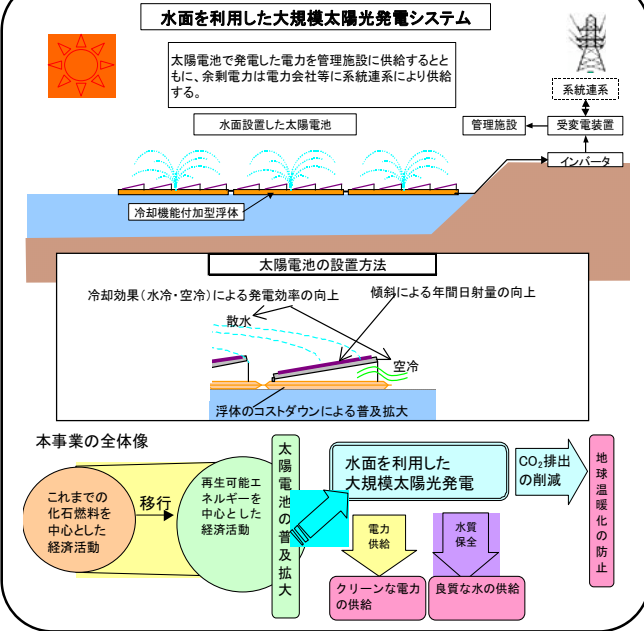 水面を利用した大規模太陽光発電システム
太陽電池で発電した電力を管理施設に供給するとと
もに、余剰電力は電力会社等に系統連系により供給
する。
系統連系
水面設置した太陽電池
管理施設
受変電装置
インバータ
冷却機能付加型浮体
太陽電池の設置方法
冷却効果（水冷・空冷）による発電効率の向上
傾斜による年間日射量の向上
散水
空冷
浮体のコストダウンによる普及拡大
本事業の全体像
これまでの
化石燃料を
中心とした
経済活動
移行
再生可能エ
ネルギーを
中心とした
経済活動
太陽電池の普及拡大
水面を利用した
大規模太陽光発電
CO₂排出
の削減
地球温暖化の防止
電力
供給
水質
保全
クリーンな電力
の供給
良質な水の供給